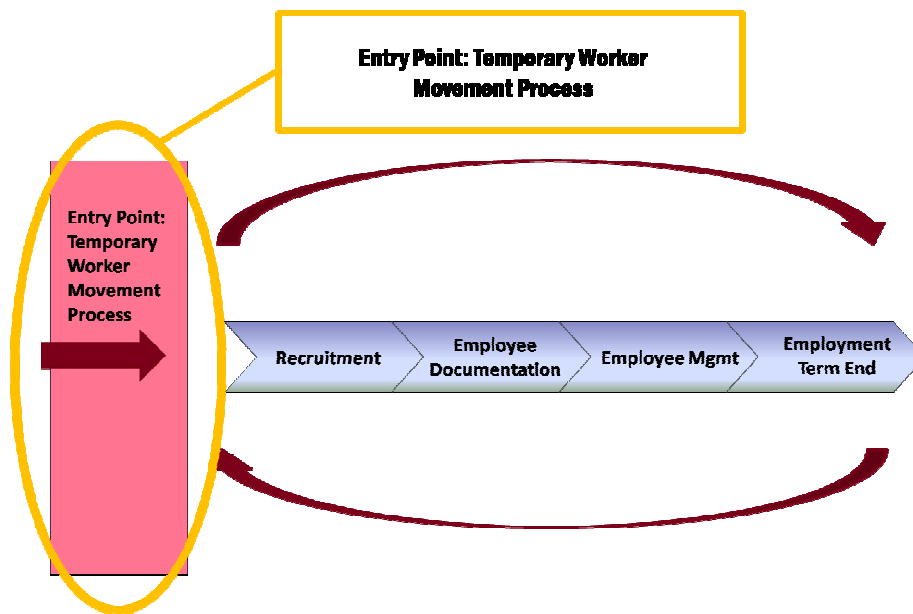 Entry Point: Temporary Worker
Movement Process
Entry Point:
Temporary
Worker
Movement
Process
Recruitment
Employee
Documentation
Employee Mgmt
Employment
Term End